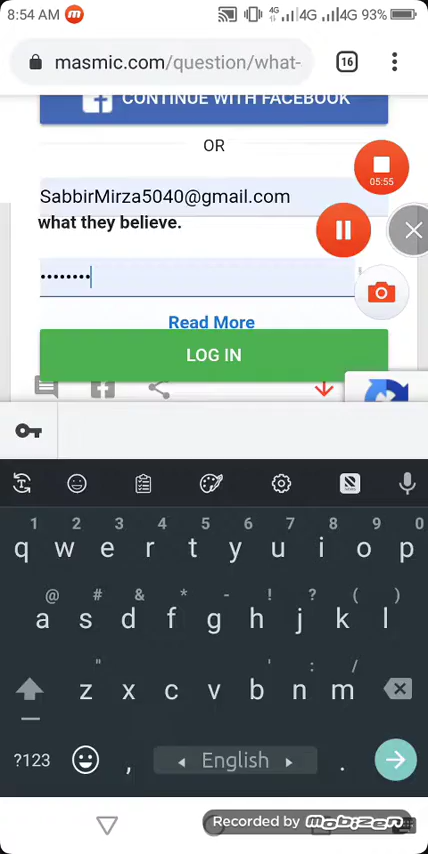 8:54 AM 4G 4G 4G 93%
masmic.com/question/what-
16
CONTINUE WITH FACEBOOK
OR
05:55
SabbirMirza5040@gmail.com
what they believe.
••••••••
Read More
LOG IN
1 2 3 4 5 6 7 8 9 0
q w e r t y u i o p
@ # & * - ! ? ( )
a s d f g h j k l
" ' : /
z x c v b n m
?123 , English .
Recorded by MOBIZEN